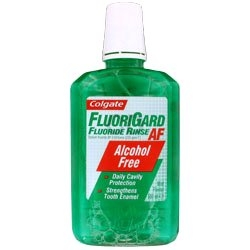 Colgate
FLUORIGARD
FLUORIDE RINSE AF
Alcohol
Free
• Daily Cavity
Protection
• Strengthens
Tooth Enamel